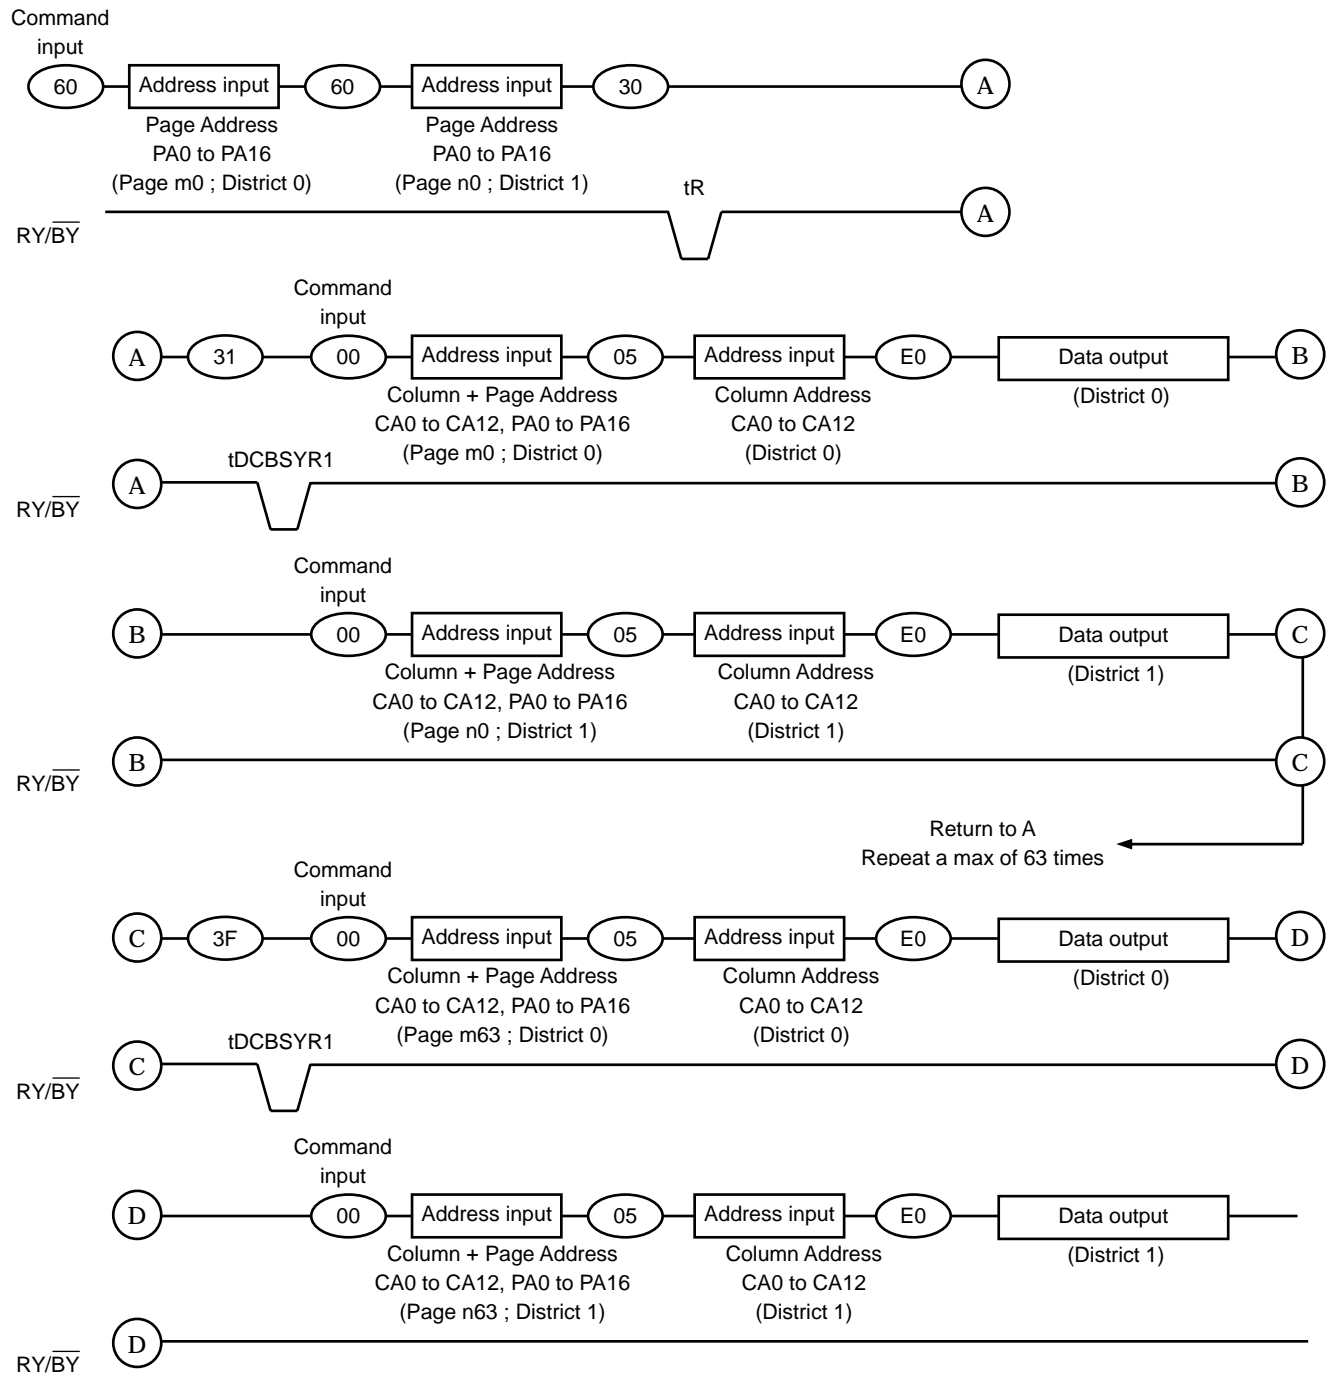 Command
input
60 Address input 60 Address input 30 A
Page Address Page Address
PA0 to PA16 PA0 to PA16
(Page m0 ; District 0) (Page n0 ; District 1) tR
RY/BY A
Command
input
A 31 00 Address input 05 Address input E0 Data output B
Column + Page Address Column Address (District 0)
CA0 to CA12, PA0 to PA16 CA0 to CA12
(Page m0 ; District 0) (District 0)
tDCBSYR1
RY/BY A B
Command
input
B 00 Address input 05 Address input E0 Data output C
Column + Page Address Column Address (District 1)
CA0 to CA12, PA0 to PA16 CA0 to CA12
(Page n0 ; District 1) (District 1)
RY/BY B C
Return to A
Repeat a max of 63 times
Command
input
C 3F 00 Address input 05 Address input E0 Data output D
Column + Page Address Column Address (District 0)
CA0 to CA12, PA0 to PA16 CA0 to CA12
(Page m63 ; District 0) (District 0)
tDCBSYR1
RY/BY C D
Command
input
D 00 Address input 05 Address input E0 Data output
Column + Page Address Column Address (District 1)
CA0 to CA12, PA0 to PA16 CA0 to CA12
(Page n63 ; District 1) (District 1)
RY/BY D